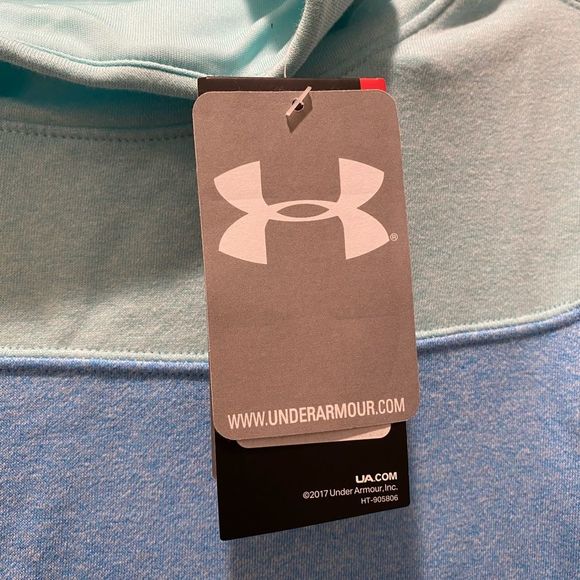 ®
WWW.UNDERARMOUR.COM
UA.COM
©2017 Under Armour, Inc.
HT-905806